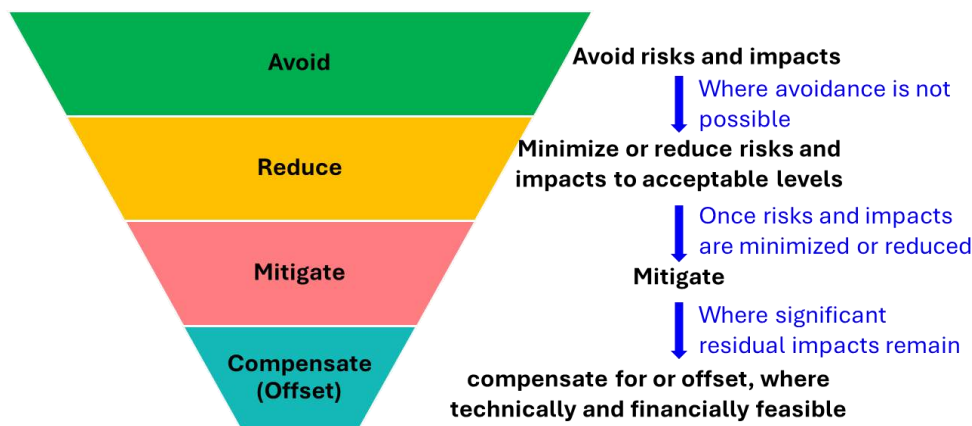 Avoid
Reduce
Mitigate
Compensate
(Offset)
Avoid risks and impacts
Where avoidance is not
possible
Minimize or reduce risks and
impacts to acceptable levels
Once risks and impacts
are minimized or reduced
Mitigate
Where significant
residual impacts remain
compensate for or offset, where
technically and financially feasible